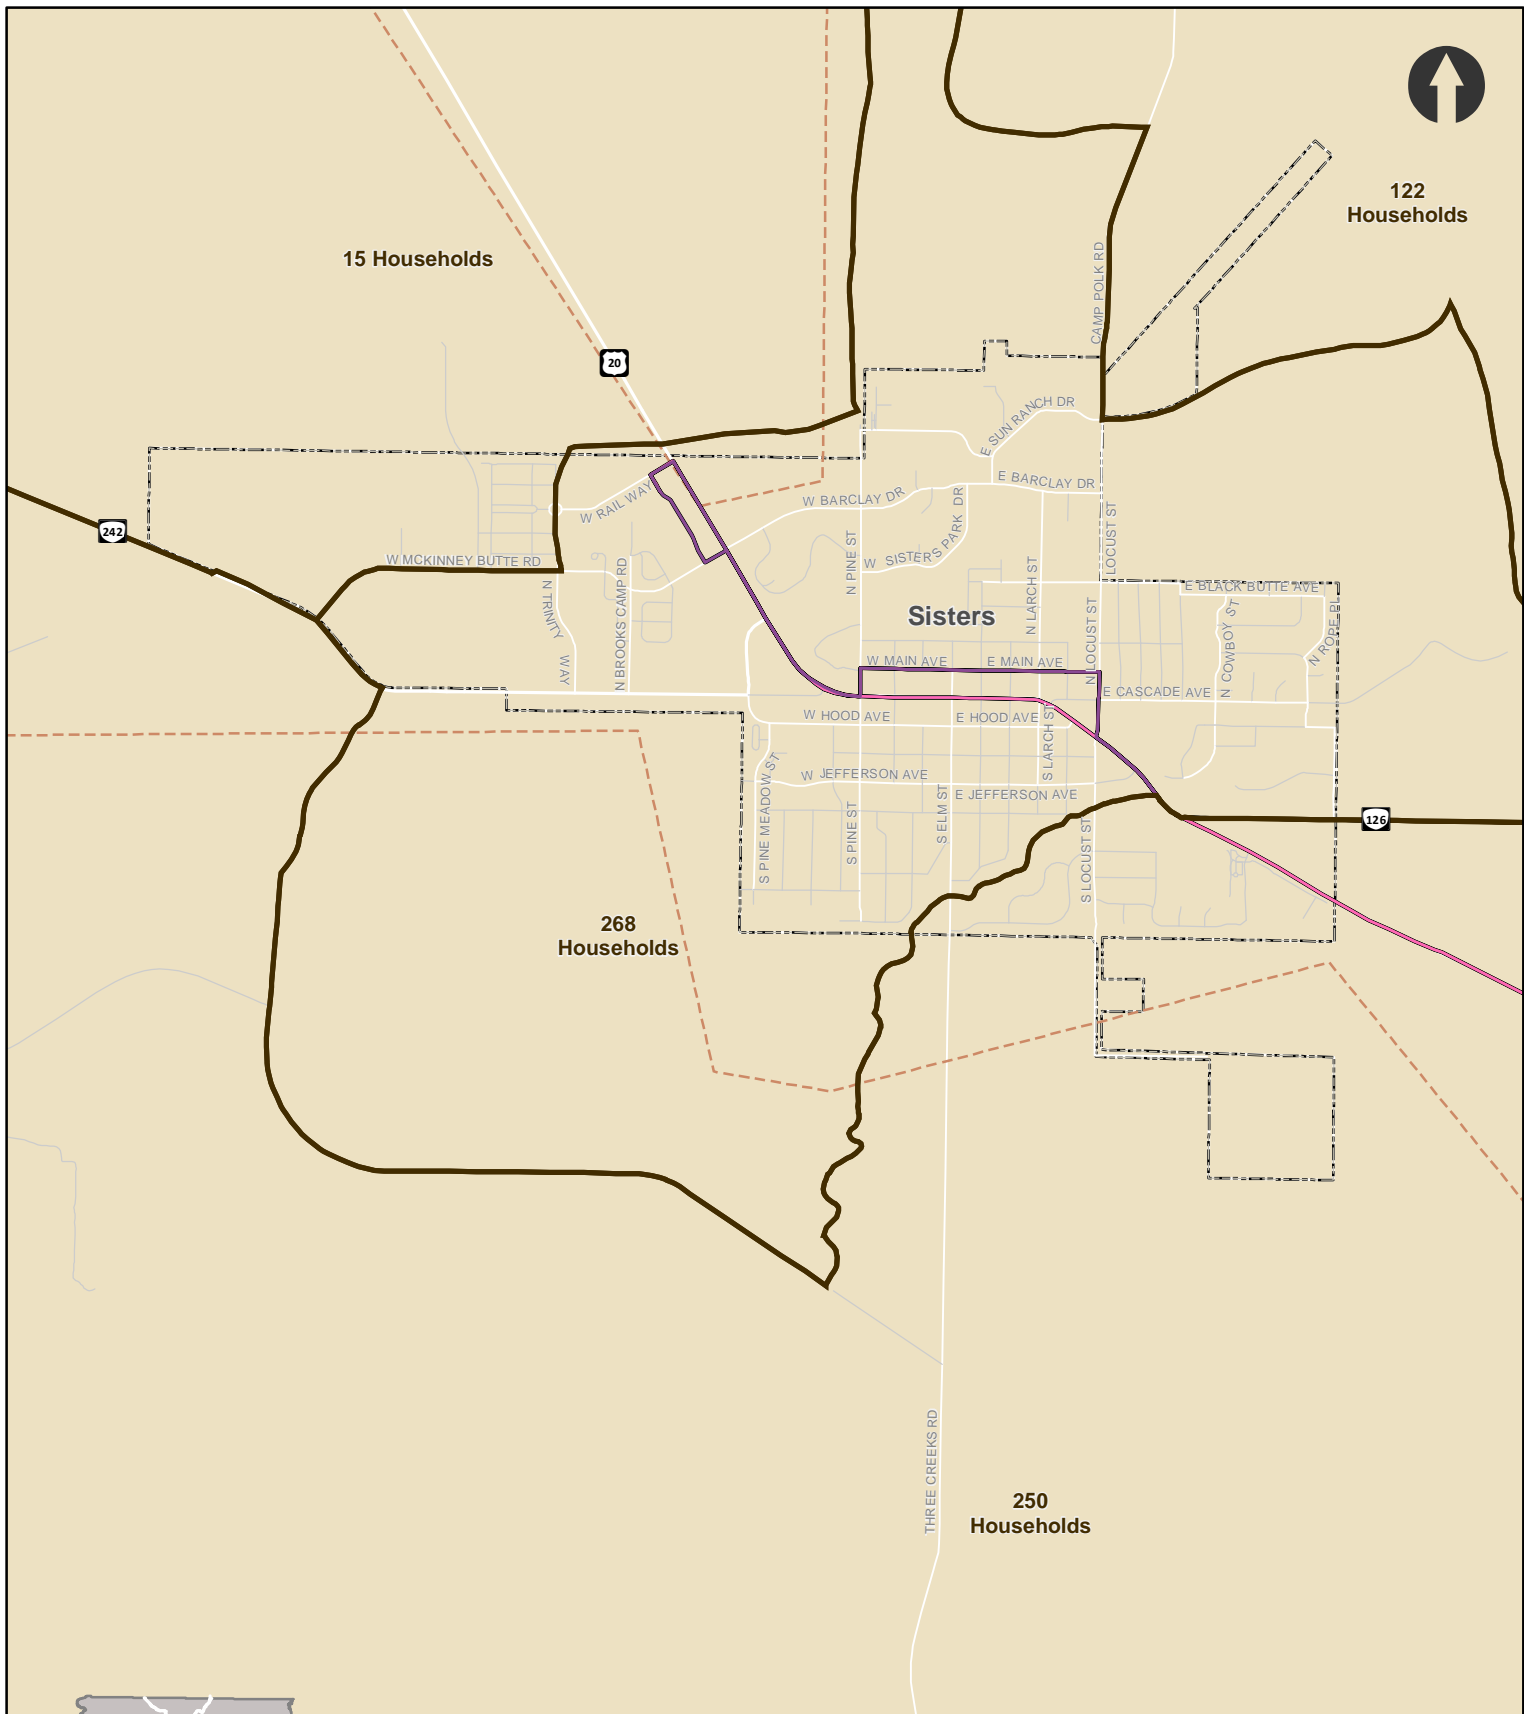 122
Households
CAMP POLK RD
15 Households
20
E SUN RANCH DR
E BARCLAY DR
W BARCLAY DR
W RAIL WAY
LOCUST ST
242
W SISTERS PARK DR
N PINE ST
W MCKINNEY BUTTE RD
N BROOKS CAMP RD
N TRINITY WAY
N LARCH ST
E BLACK BUTTE AVE
Sisters
N LOCUST ST
N COWBOY ST
N ROPE PL
W MAIN AVE
E MAIN AVE
E CASCADE AVE
W HOOD AVE
E HOOD AVE
S LARCH ST
S PINE MEADOW ST
W JEFFERSON AVE
E JEFFERSON AVE
S PINE ST
S ELM ST
S LOCUST ST
126
268
Households
THREE CREEKS RD
250
Households